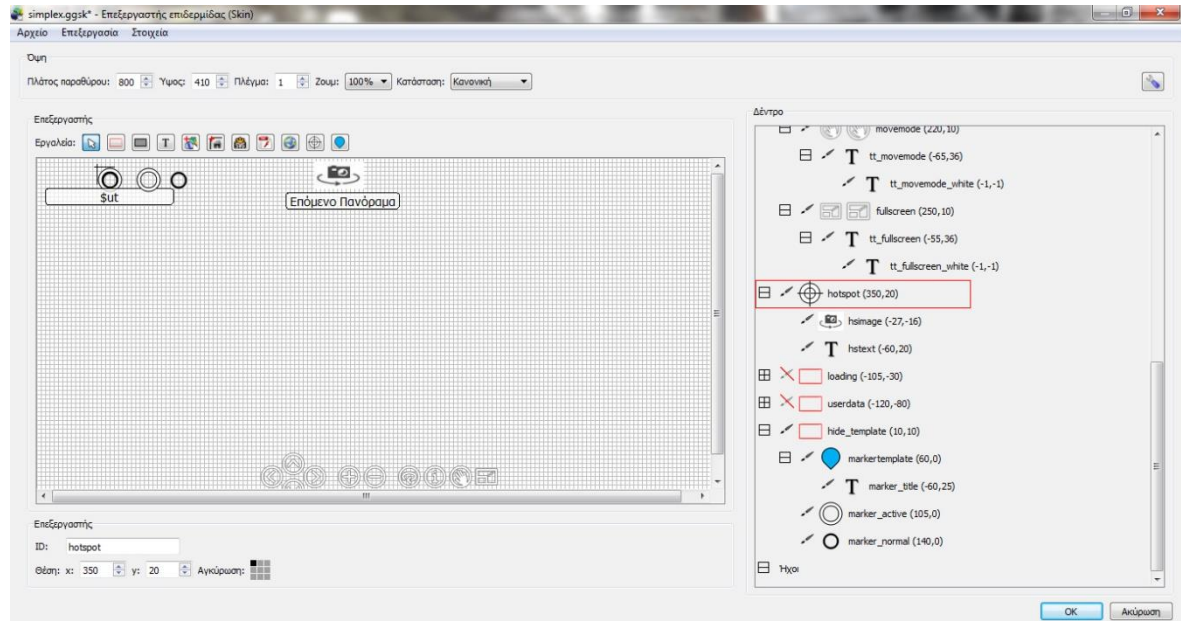 simplex.ggsk* - Επεξεργαστής επιδερμίδας (Skin)
Αρχείο Επεξεργασία Στοιχεία
Όψη
Πλάτος παραθύρου: 800 Ύψος: 410 Πλέγμα: 1 Ζουμ: 100% Κατάσταση: Κανονική
Επεξεργαστής
Εργαλεία: T
$ut
Επόμενο Πανόραμα
Επεξεργαστής
ID: hotspot
Θέση: x: 350 y: 20 Αγκύρωση:
Δέντρο
movemode (220,10)
T tt_movemode (-65,36)
T tt_movemode_white (-1,-1)
fullscreen (250,10)
T tt_fullscreen (-55,36)
T tt_fullscreen_white (-1,-1)
hotspot (350,20)
hsimage (-27,-16)
T hstext (-60,20)
loading (-105,-30)
userdata (-120,-80)
hide_template (10,10)
markertemplate (60,0)
T marker_title (-60,25)
marker_active (105,0)
marker_normal (140,0)
Ήχοι
OK Ακύρωση